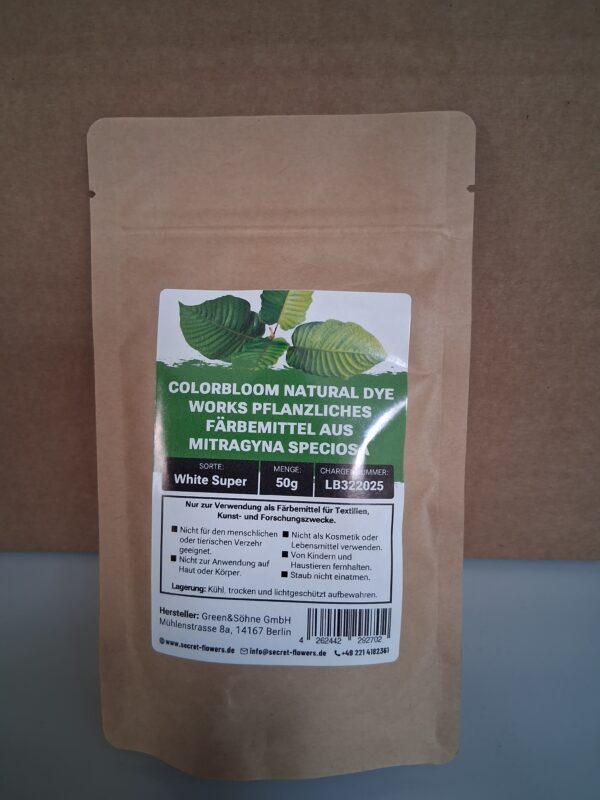 COLORBLOOM NATURAL DYE
WORKS PFLANZLICHES
FÄRBEMITTEL AUS
MITRAGYNA SPECIOSA
SORTE:
White Super
MENGE:
50g
CHARGENNUMMER:
LB322025
Nur zur Verwendung als Färbemittel für Textilien,
Kunst- und Forschungszwecke.
Nicht für den menschlichen
oder tierischen Verzehr
geeignet.
Nicht zur Anwendung auf
Haut oder Körper.
Nicht als Kosmetik oder
Lebensmittel verwenden.
Von Kindern und
Haustieren fernhalten.
Staub nicht einatmen.
Lagerung: Kühl, trocken und lichtgeschützt aufbewahren.
Hersteller: Green&Söhne GmbH
Mühlenstrasse 8a, 14167 Berlin
4 262442 292702
www.secret-flowers.de info@secret-flowers.de +49 221 4182361